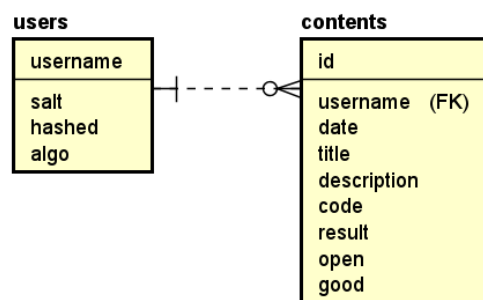 users
username
salt
hashed
algo
contents
id
username (FK)
date
title
description
code
result
open
good